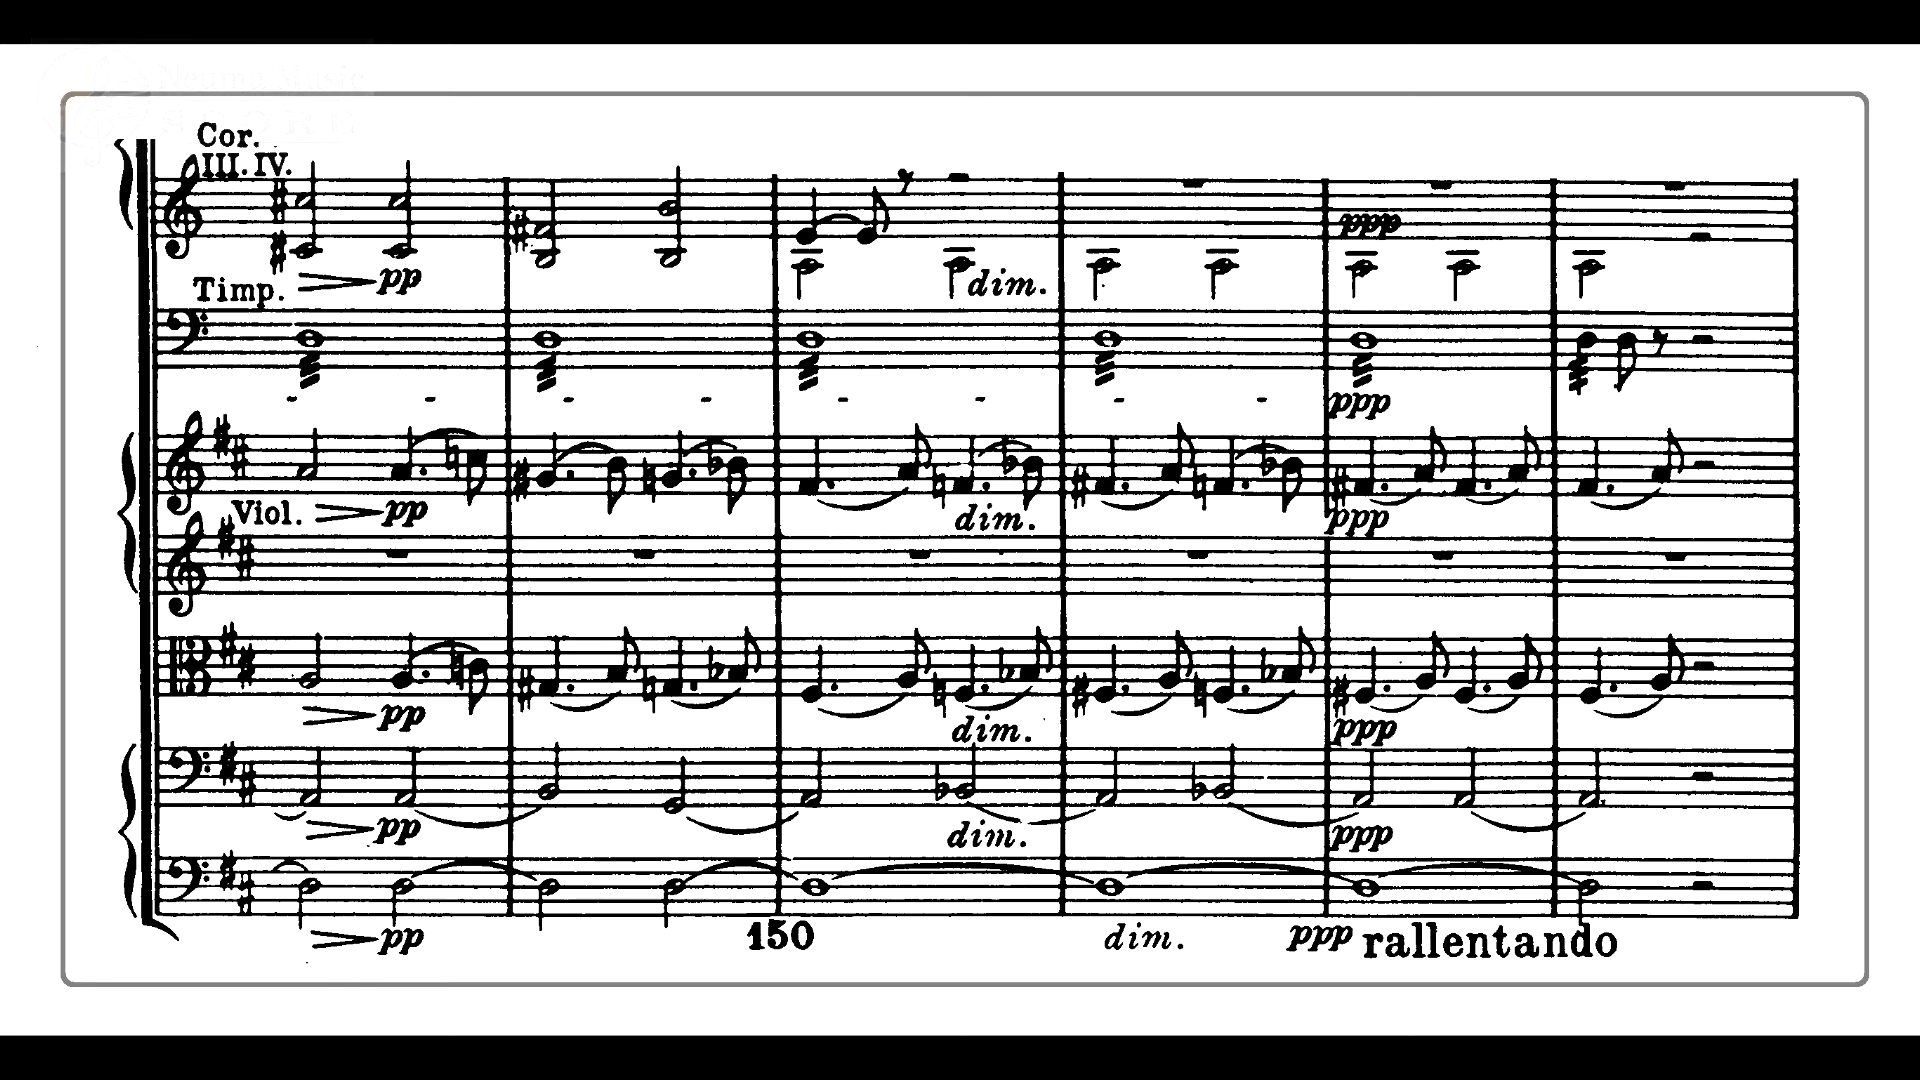 Cor.
III. IV.
pp
dim.
pppp
Timp.
ppp
Viol.
pp
dim.
ppp
pp
dim.
ppp
pp
dim.
ppp
pp
150
dim.
ppp rallentando